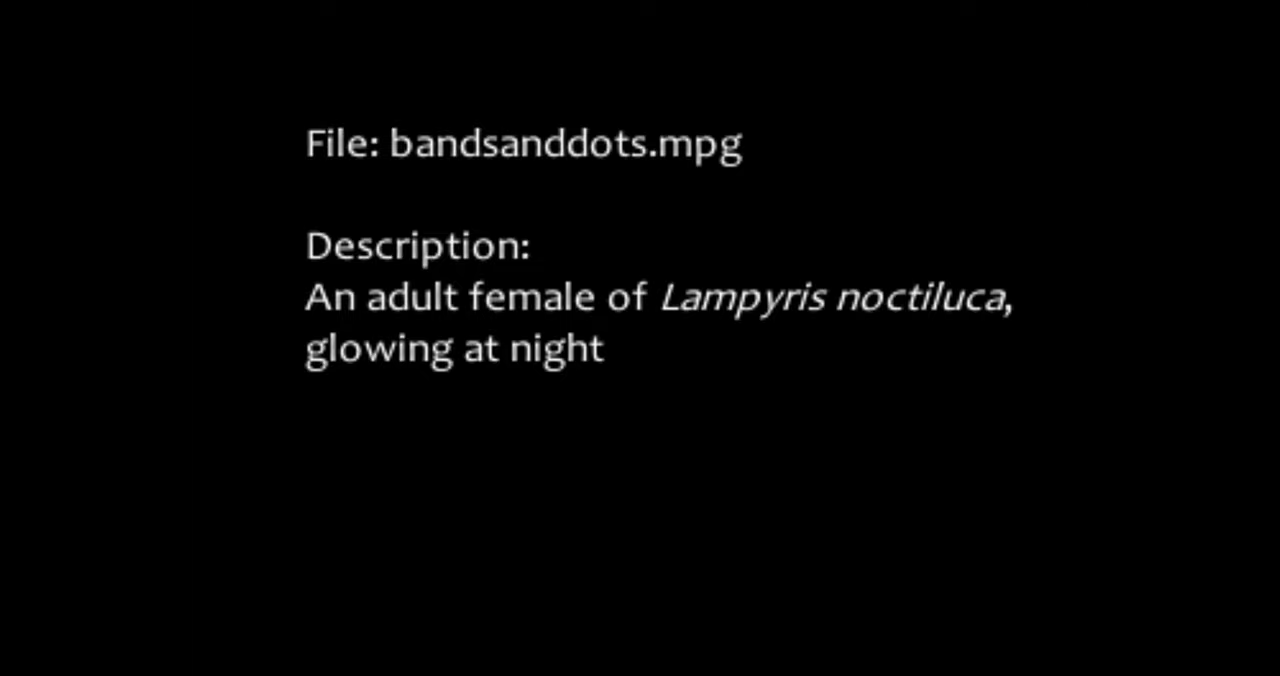 File: bandsanddots.mpg
Description:
An adult female of Lampyris noctiluca,
glowing at night